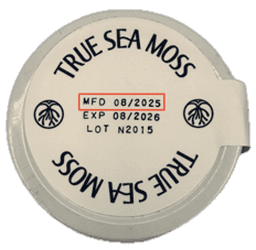 TRUE SEA MOSS
MFD 08/2025
EXP 08/2026
LOT N2015
TRUE SEA MOSS